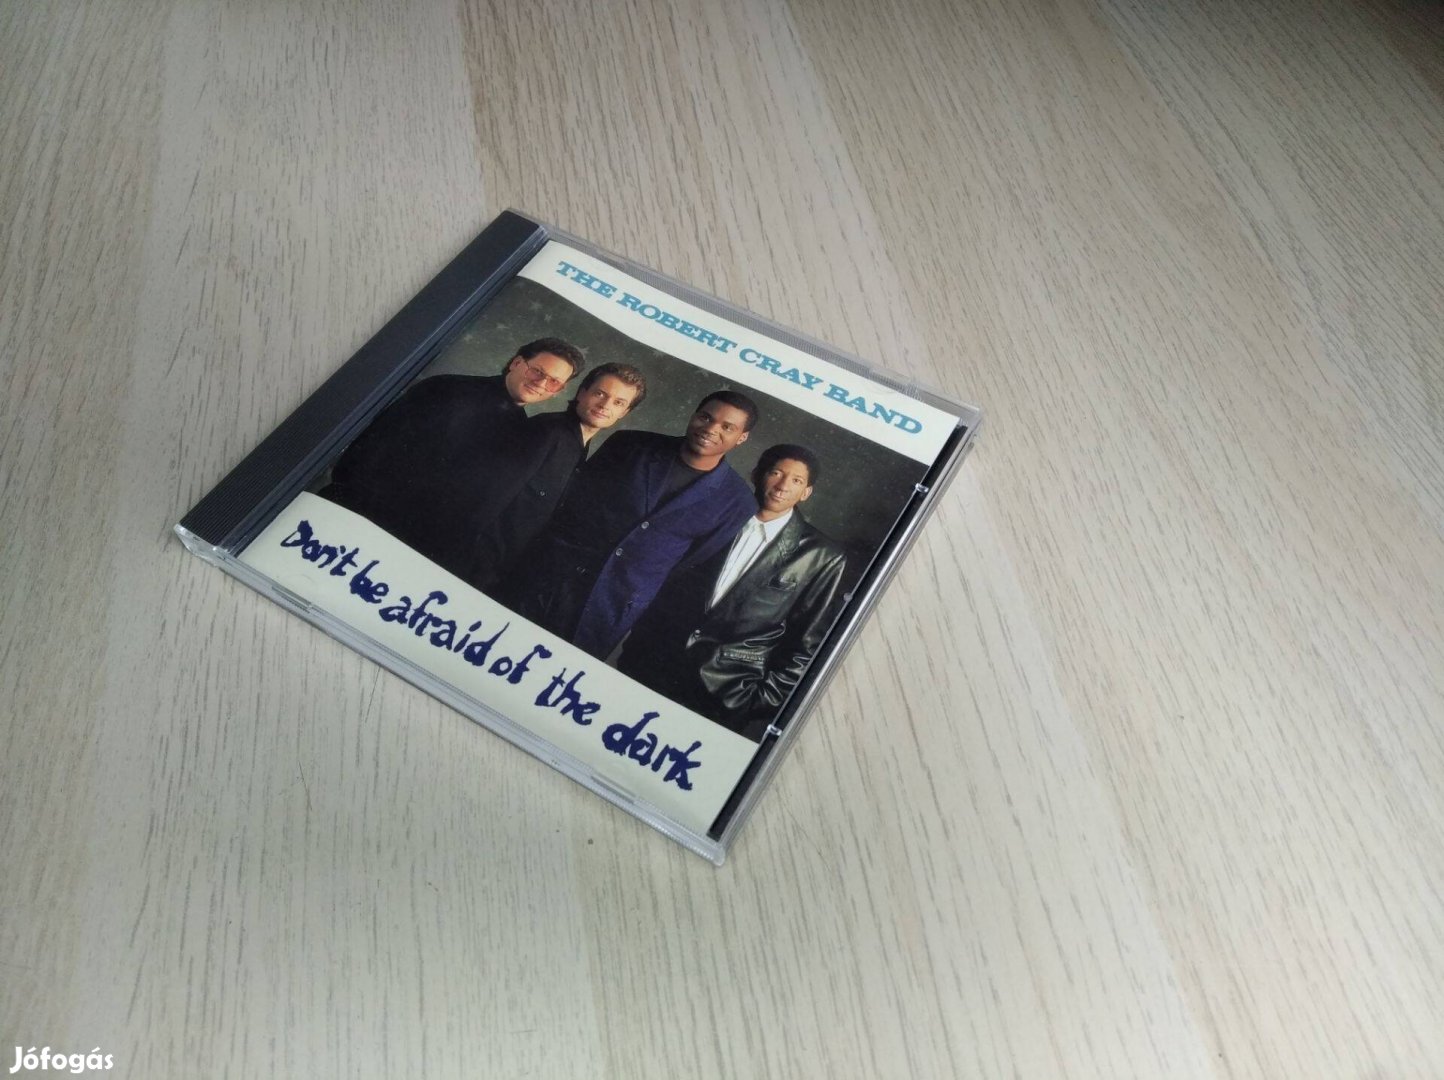 THE ROBERT CRAY BAND
Don't be afraid of the dark
Jófogás